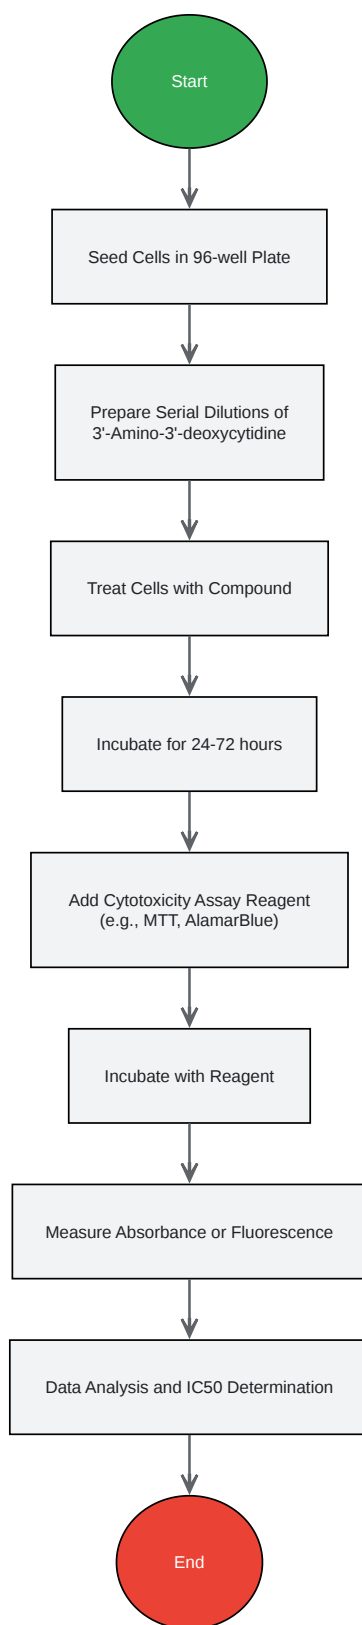 Start
Seed Cells in 96-well Plate
Prepare Serial Dilutions of
3'-Amino-3'-deoxycytidine
Treat Cells with Compound
Incubate for 24-72 hours
Add Cytotoxicity Assay Reagent
(e.g., MTT, AlamarBlue)
Incubate with Reagent
Measure Absorbance or Fluorescence
Data Analysis and IC50 Determination
End